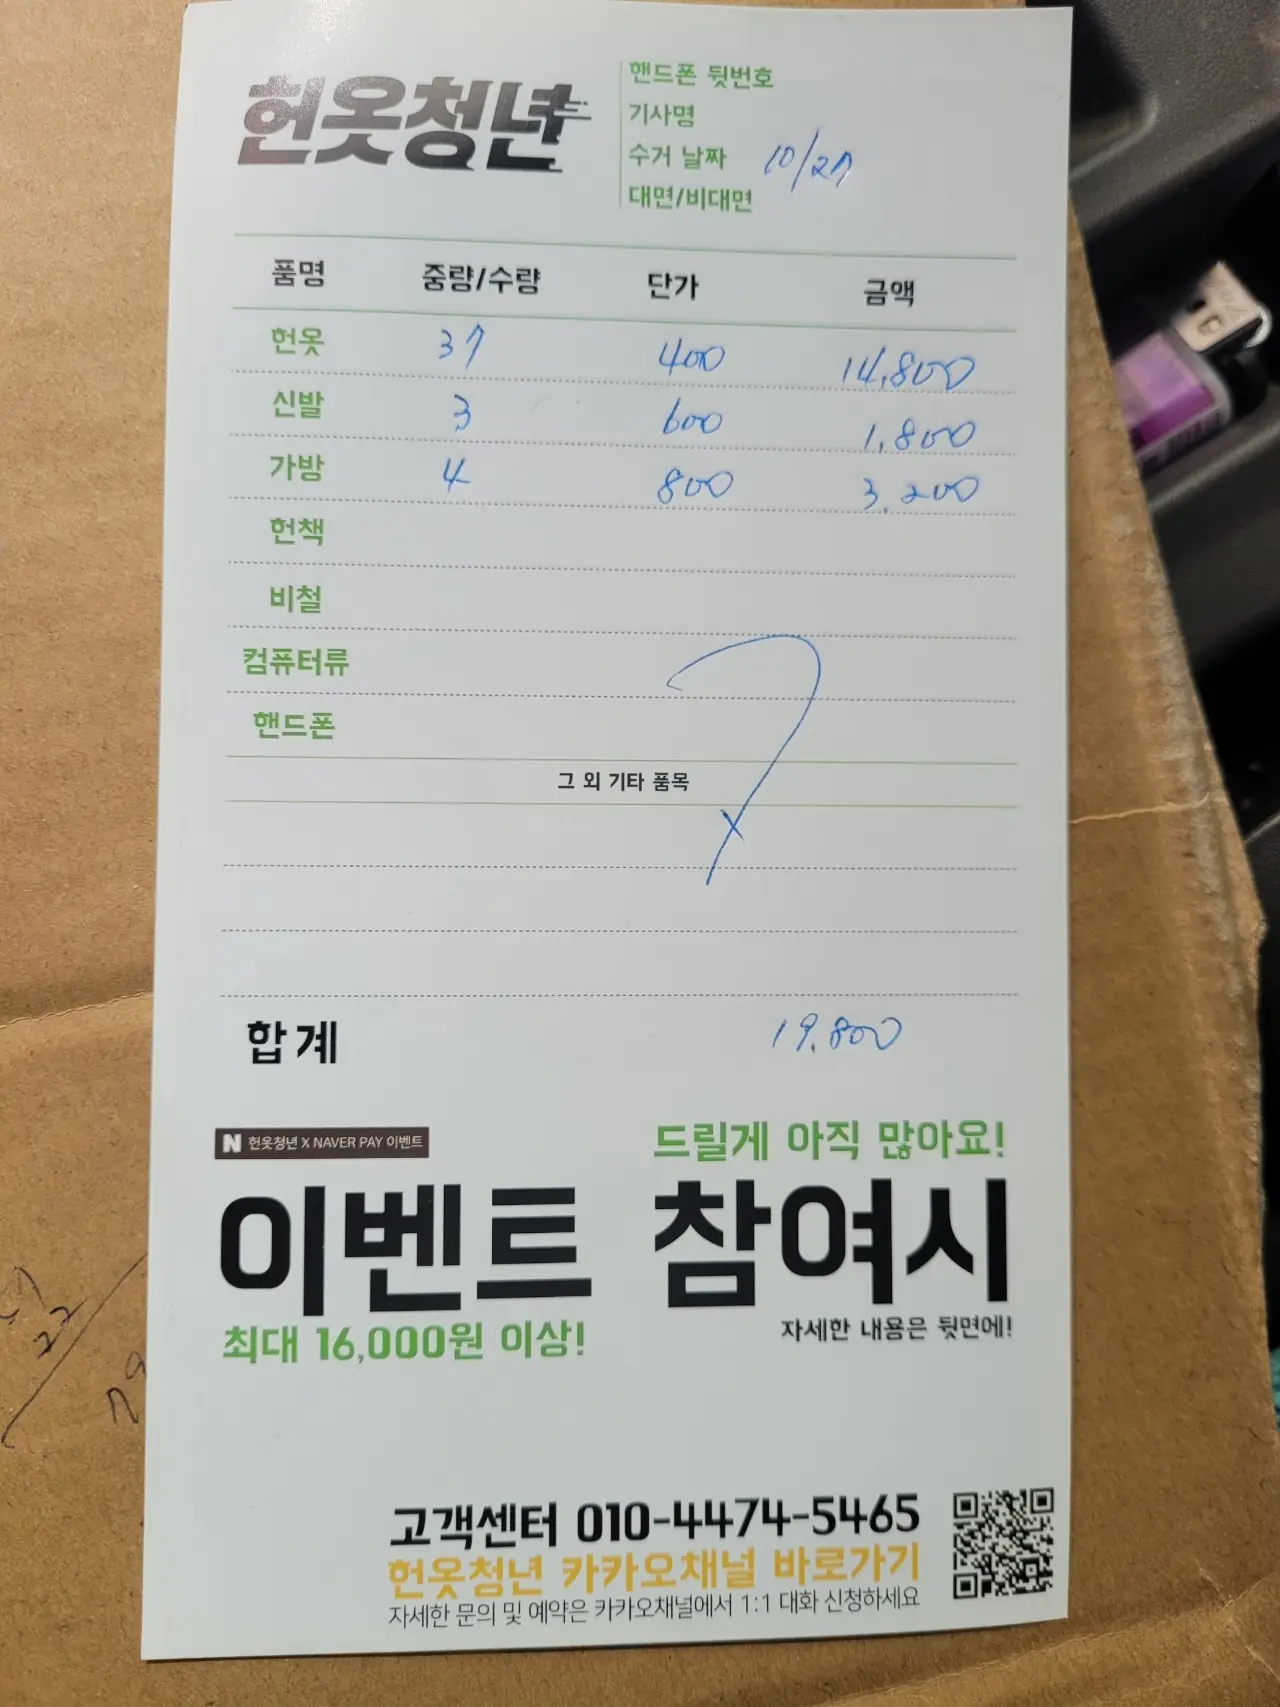 헌옷청년
핸드폰 뒷번호
기사명
수거 날짜 10/27
대면/비대면
품명 중량/수량 단가 금액
헌옷 37 400 14,800
신발 3 600 1,800
가방 4 800 3,200
헌책
비철
컴퓨터류
핸드폰
그 외 기타 품목
합계 19,800
N 헌옷청년 X NAVER PAY 이벤트
드릴게 아직 많아요!
이벤트 참여시
최대 16,000원 이상!
자세한 내용은 뒷면에!
고객센터 010-4474-5465
헌옷청년 카카오채널 바로가기
자세한 문의 및 예약은 카카오채널에서 1:1 대화 신청하세요
22
79